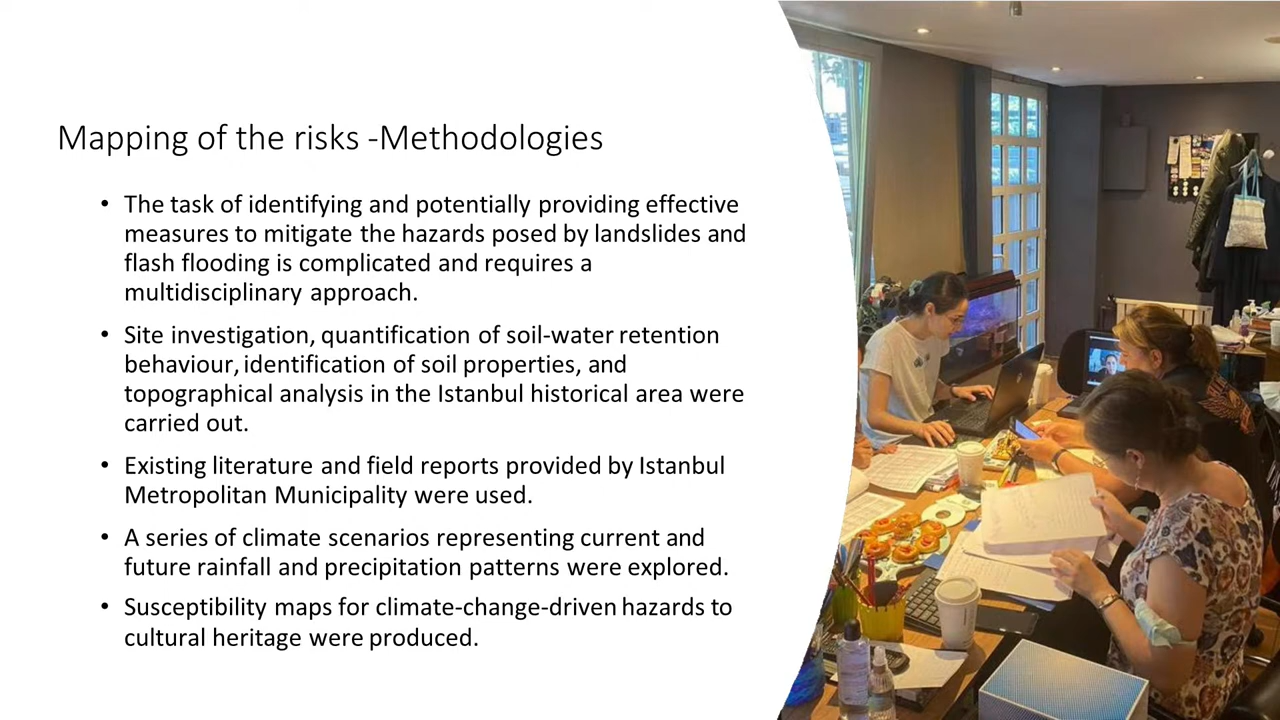 Mapping of the risks -Methodologies
• The task of identifying and potentially providing effective
measures to mitigate the hazards posed by landslides and
flash flooding is complicated and requires a
multidisciplinary approach.
• Site investigation, quantification of soil-water retention
behaviour, identification of soil properties, and
topographical analysis in the Istanbul historical area were
carried out.
• Existing literature and field reports provided by Istanbul
Metropolitan Municipality were used.
• A series of climate scenarios representing current and
future rainfall and precipitation patterns were explored.
• Susceptibility maps for climate-change-driven hazards to
cultural heritage were produced.